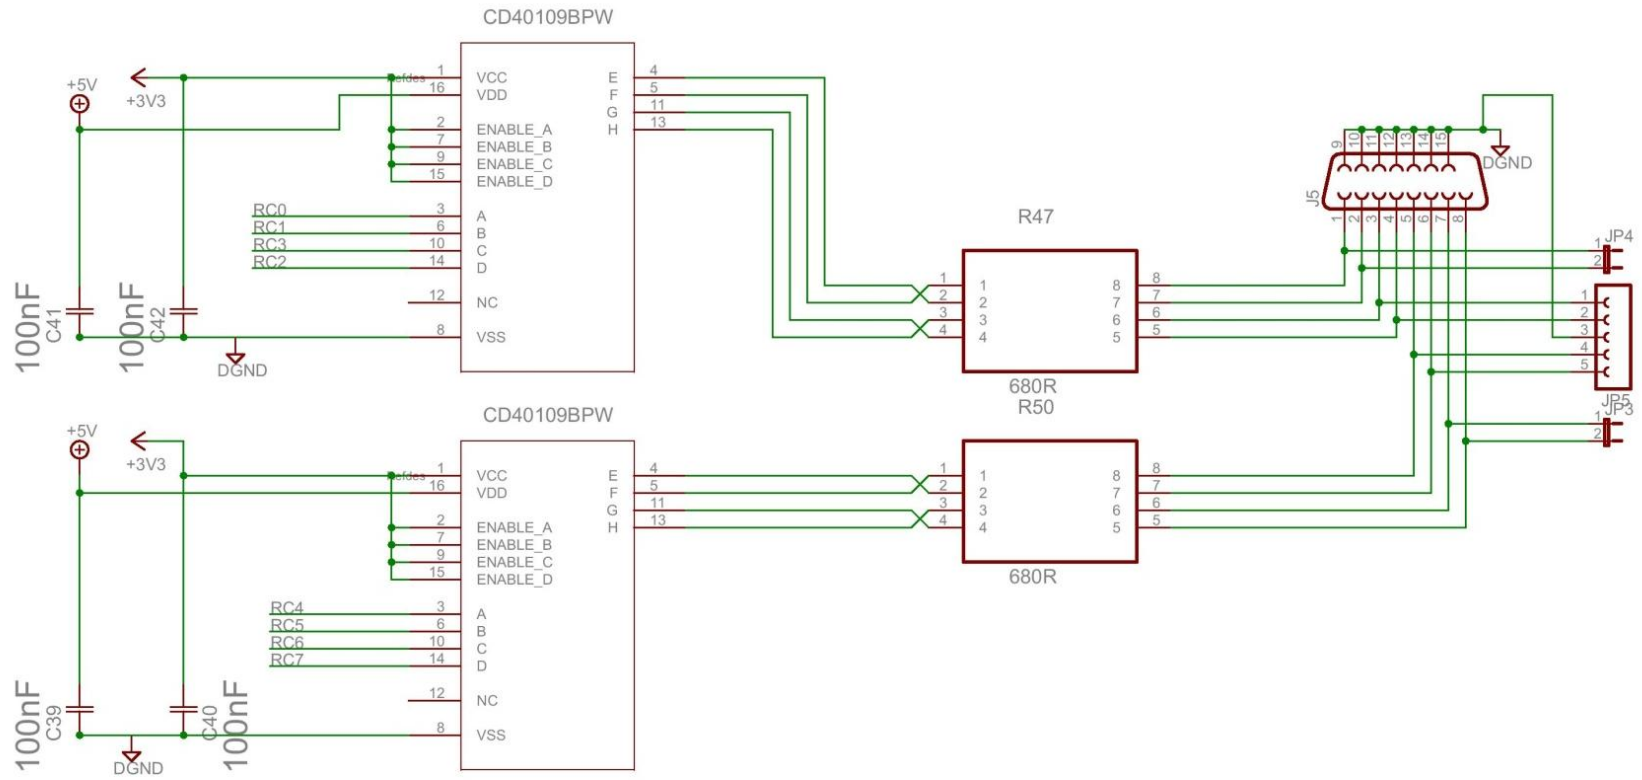 CD40109BPW
+5V
+3V3
Refdes
1 VCC
16 VDD
2 ENABLE_A
7 ENABLE_B
9 ENABLE_C
15 ENABLE_D
RC0 3 A
RC1 6 B
RC3 10 C
RC2 14 D
12 NC
8 VSS
E 4
F 5
G 11
H 13
100nF
C41
100nF
C42
DGND
R47
1 1 8 8
2 2 7 7
3 3 6 6
4 4 5 5
680R
9 10 11 12 13 14 15
DGND
J5
1 2 3 4 5 6 7 8
JP4
1
2
1
2
3
4
5
JP5
JP3
1
2
CD40109BPW
+5V
+3V3
Refdes
1 VCC
16 VDD
2 ENABLE_A
7 ENABLE_B
9 ENABLE_C
15 ENABLE_D
RC4 3 A
RC5 6 B
RC6 10 C
RC7 14 D
12 NC
8 VSS
E 4
F 5
G 11
H 13
100nF
C39
C40
100nF
DGND
R50
1 1 8 8
2 2 7 7
3 3 6 6
4 4 5 5
680R